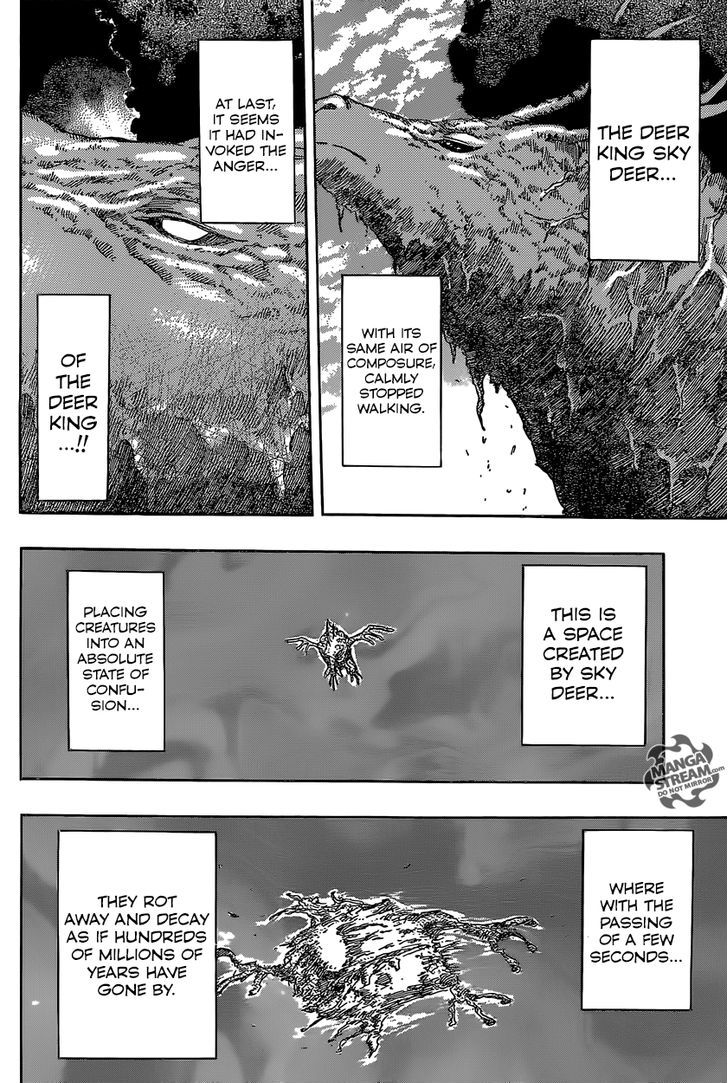 THE DEER
KING SKY
DEER...
WITH ITS
SAME AIR OF
COMPOSURE,
CALMLY
STOPPED
WALKING.
AT LAST,
IT SEEMS
IT HAD IN-
VOKED THE
ANGER...
OF
THE
DEER
KING
...!!
THIS IS
A SPACE
CREATED
BY SKY
DEER...
PLACING
CREATURES
INTO AN
ABSOLUTE
STATE OF
CONFU-
SION...
MANGA
STREAM.com
DO NOT MIRROR
WHERE
WITH THE
PASSING
OF A FEW
SECONDS...
THEY ROT
AWAY AND DECAY
AS IF HUNDREDS
OF MILLIONS OF
YEARS HAVE
GONE BY.